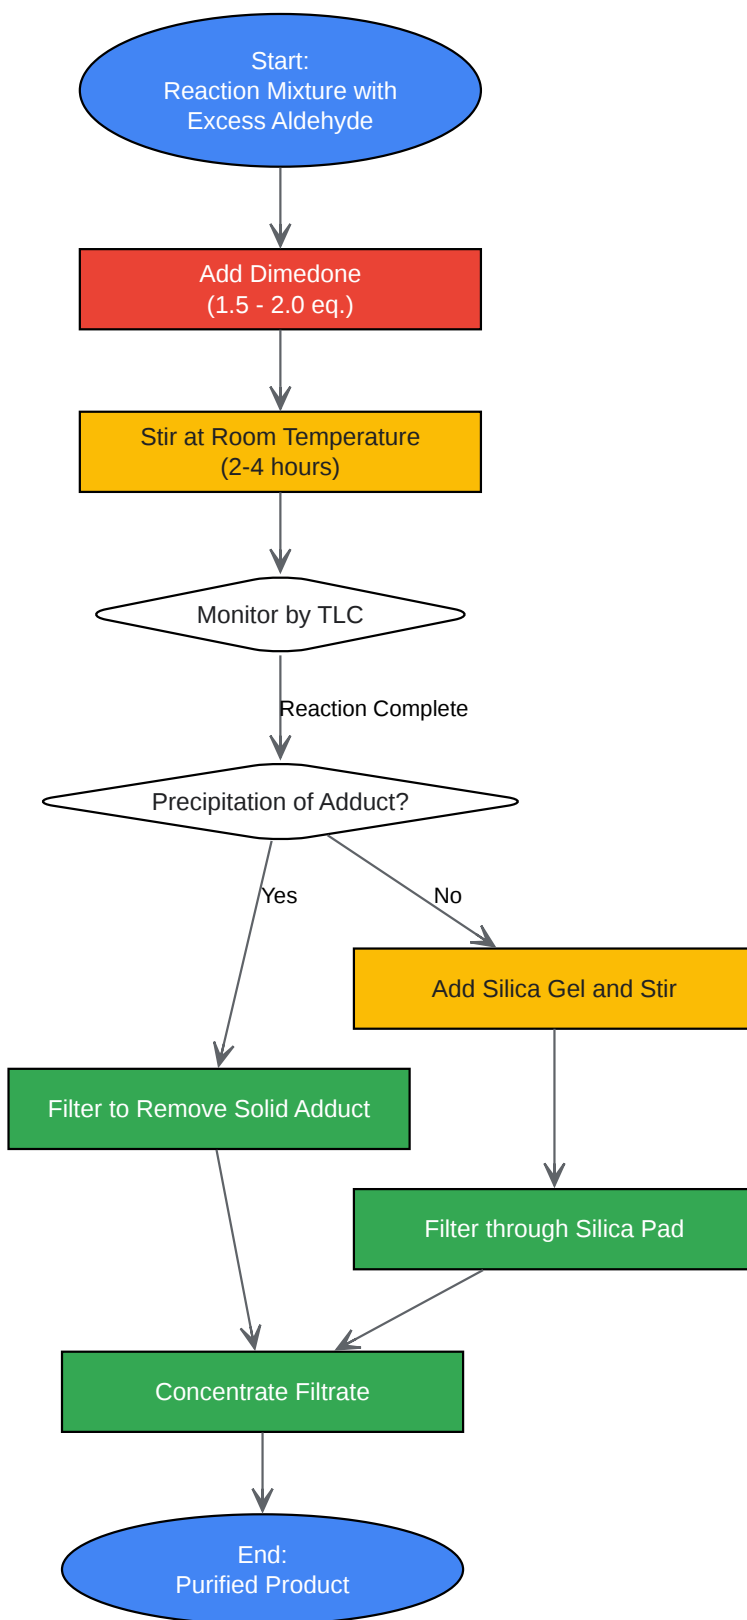 Start:
Reaction Mixture with
Excess Aldehyde
Add Dimedone
(1.5 - 2.0 eq.)
Stir at Room Temperature
(2-4 hours)
Monitor by TLC
Reaction Complete
Precipitation of Adduct?
Yes
No
Add Silica Gel and Stir
Filter to Remove Solid Adduct
Filter through Silica Pad
Concentrate Filtrate
End:
Purified Product